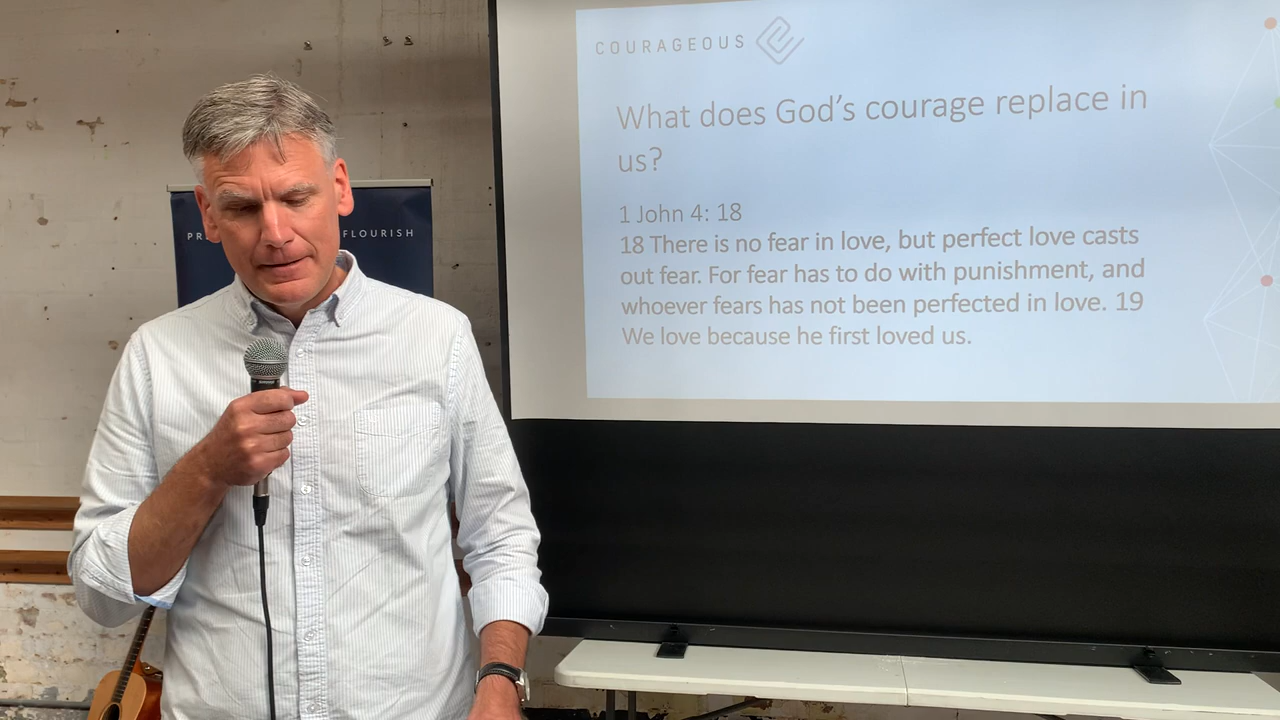 COURAGEOUS
What does God's courage replace in
us?
1 John 4: 18
18 There is no fear in love, but perfect love casts
out fear. For fear has to do with punishment, and
whoever fears has not been perfected in love. 19
We love because he first loved us.
FLOURISH